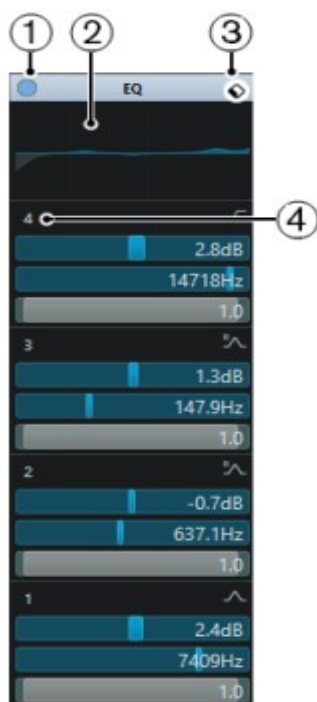 1 2 3
EQ
4 4
2.8dB
14718Hz
1.0
3
1.3dB
147.9Hz
1.0
2
-0.7dB
637.1Hz
1.0
1
2.4dB
7409Hz
1.0